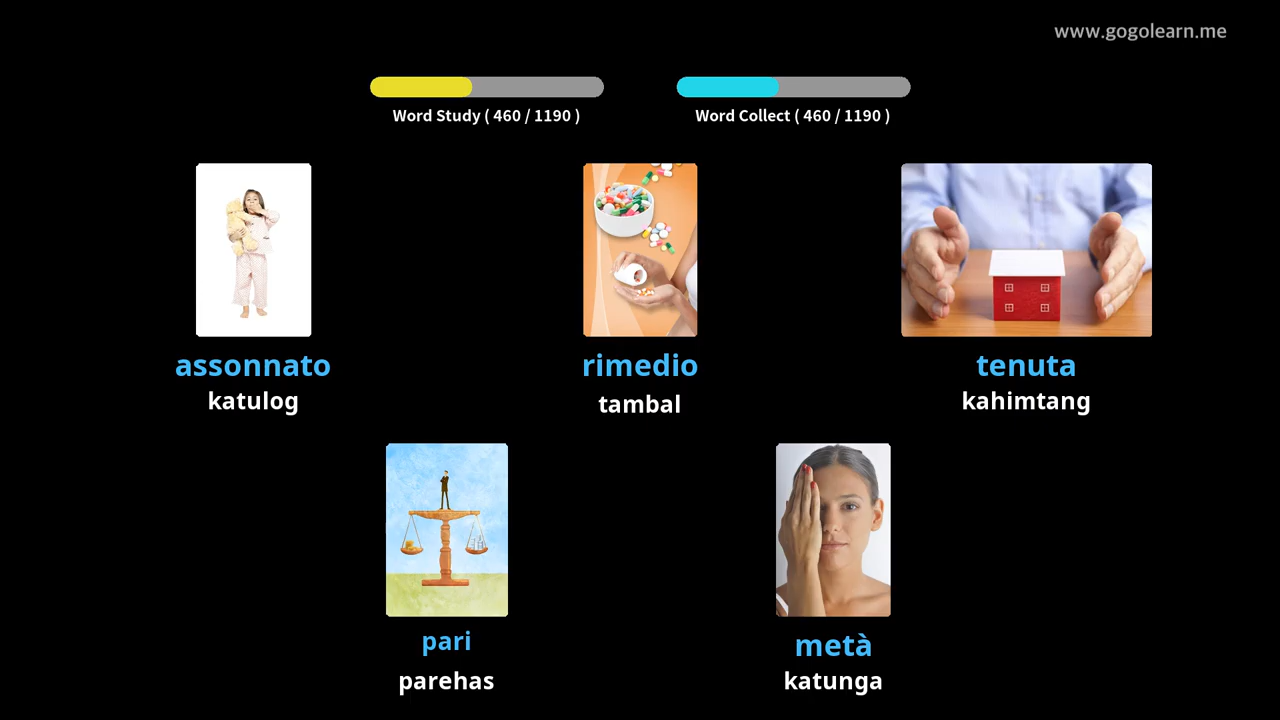 www.gogolearn.me
Word Study ( 460 / 1190 )
Word Collect ( 460 / 1190 )
assonnato
katulog
rimedio
tambal
tenuta
kahimtang
pari
parehas
metà
katunga